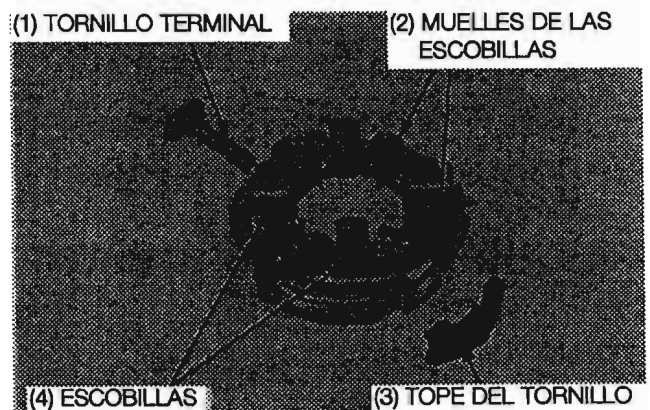 (1) TORNILLO TERMINAL
(2) MUELLES DE LAS
ESCOBILLAS
(4) ESCOBILLAS
(3) TOPE DEL TORNILLO